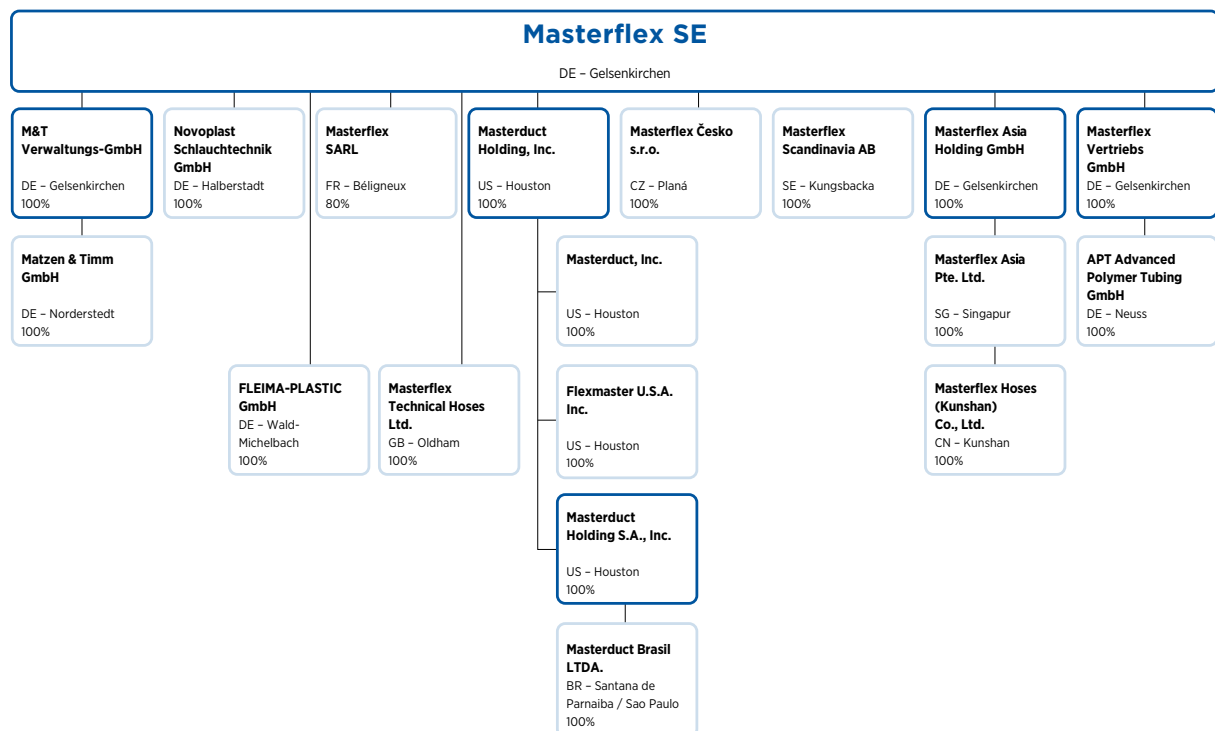 Masterflex SE
DE – Gelsenkirchen
M&T
Verwaltungs-GmbH
DE – Gelsenkirchen
100%
Novoplast
Schlauchtechnik
GmbH
DE – Halberstadt
100%
Masterflex
SARL
FR – Béligneux
80%
Masterduct
Holding, Inc.
US – Houston
100%
Masterflex Česko
s.r.o.
CZ – Planá
100%
Masterflex
Scandinavia AB
SE – Kungsbacka
100%
Masterflex Asia
Holding GmbH
DE – Gelsenkirchen
100%
Masterflex
Vertriebs
GmbH
DE – Gelsenkirchen
100%
Matzen & Timm
GmbH
DE – Norderstedt
100%
Masterduct, Inc.
US – Houston
100%
Masterflex Asia
Pte. Ltd.
SG – Singapur
100%
APT Advanced
Polymer Tubing
GmbH
DE – Neuss
100%
FLEIMA-PLASTIC
GmbH
DE – Wald-
Michelbach
100%
Masterflex
Technical Hoses
Ltd.
GB – Oldham
100%
Flexmaster U.S.A.
Inc.
US – Houston
100%
Masterflex Hoses
(Kunshan)
Co., Ltd.
CN – Kunshan
100%
Masterduct
Holding S.A., Inc.
US – Houston
100%
Masterduct Brasil
LTDA.
BR – Santana de
Parnaiba / Sao Paulo
100%